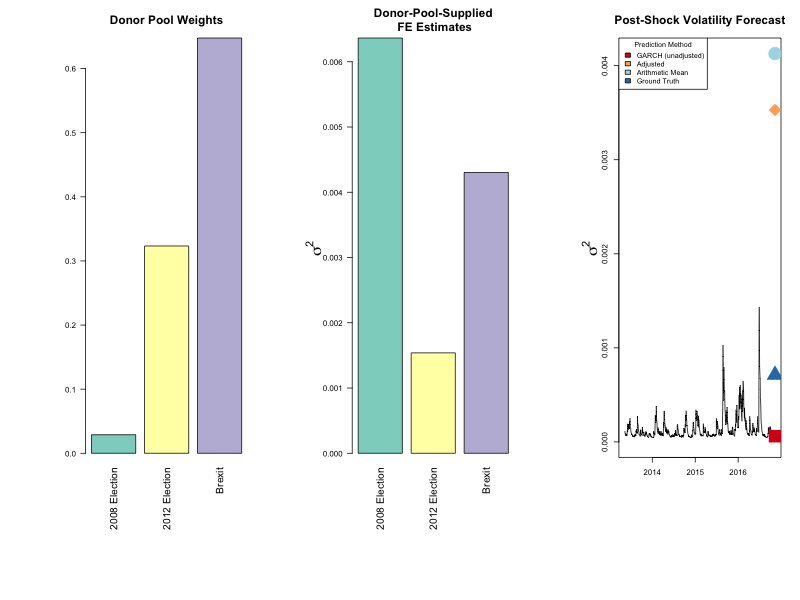 Donor Pool Weights
0.6
0.5
0.4
0.3
0.2
0.1
0.0
2008 Election
2012 Election
Brexit
Donor-Pool-Supplied
FE Estimates
σ²
0.006
0.005
0.004
0.003
0.002
0.001
0.000
2008 Election
2012 Election
Brexit
Post-Shock Volatility Forecast
Prediction Method
GARCH (unadjusted)
Adjusted
Arithmetic Mean
Ground Truth
σ²
0.004
0.003
0.002
0.001
0.000
2014
2015
2016